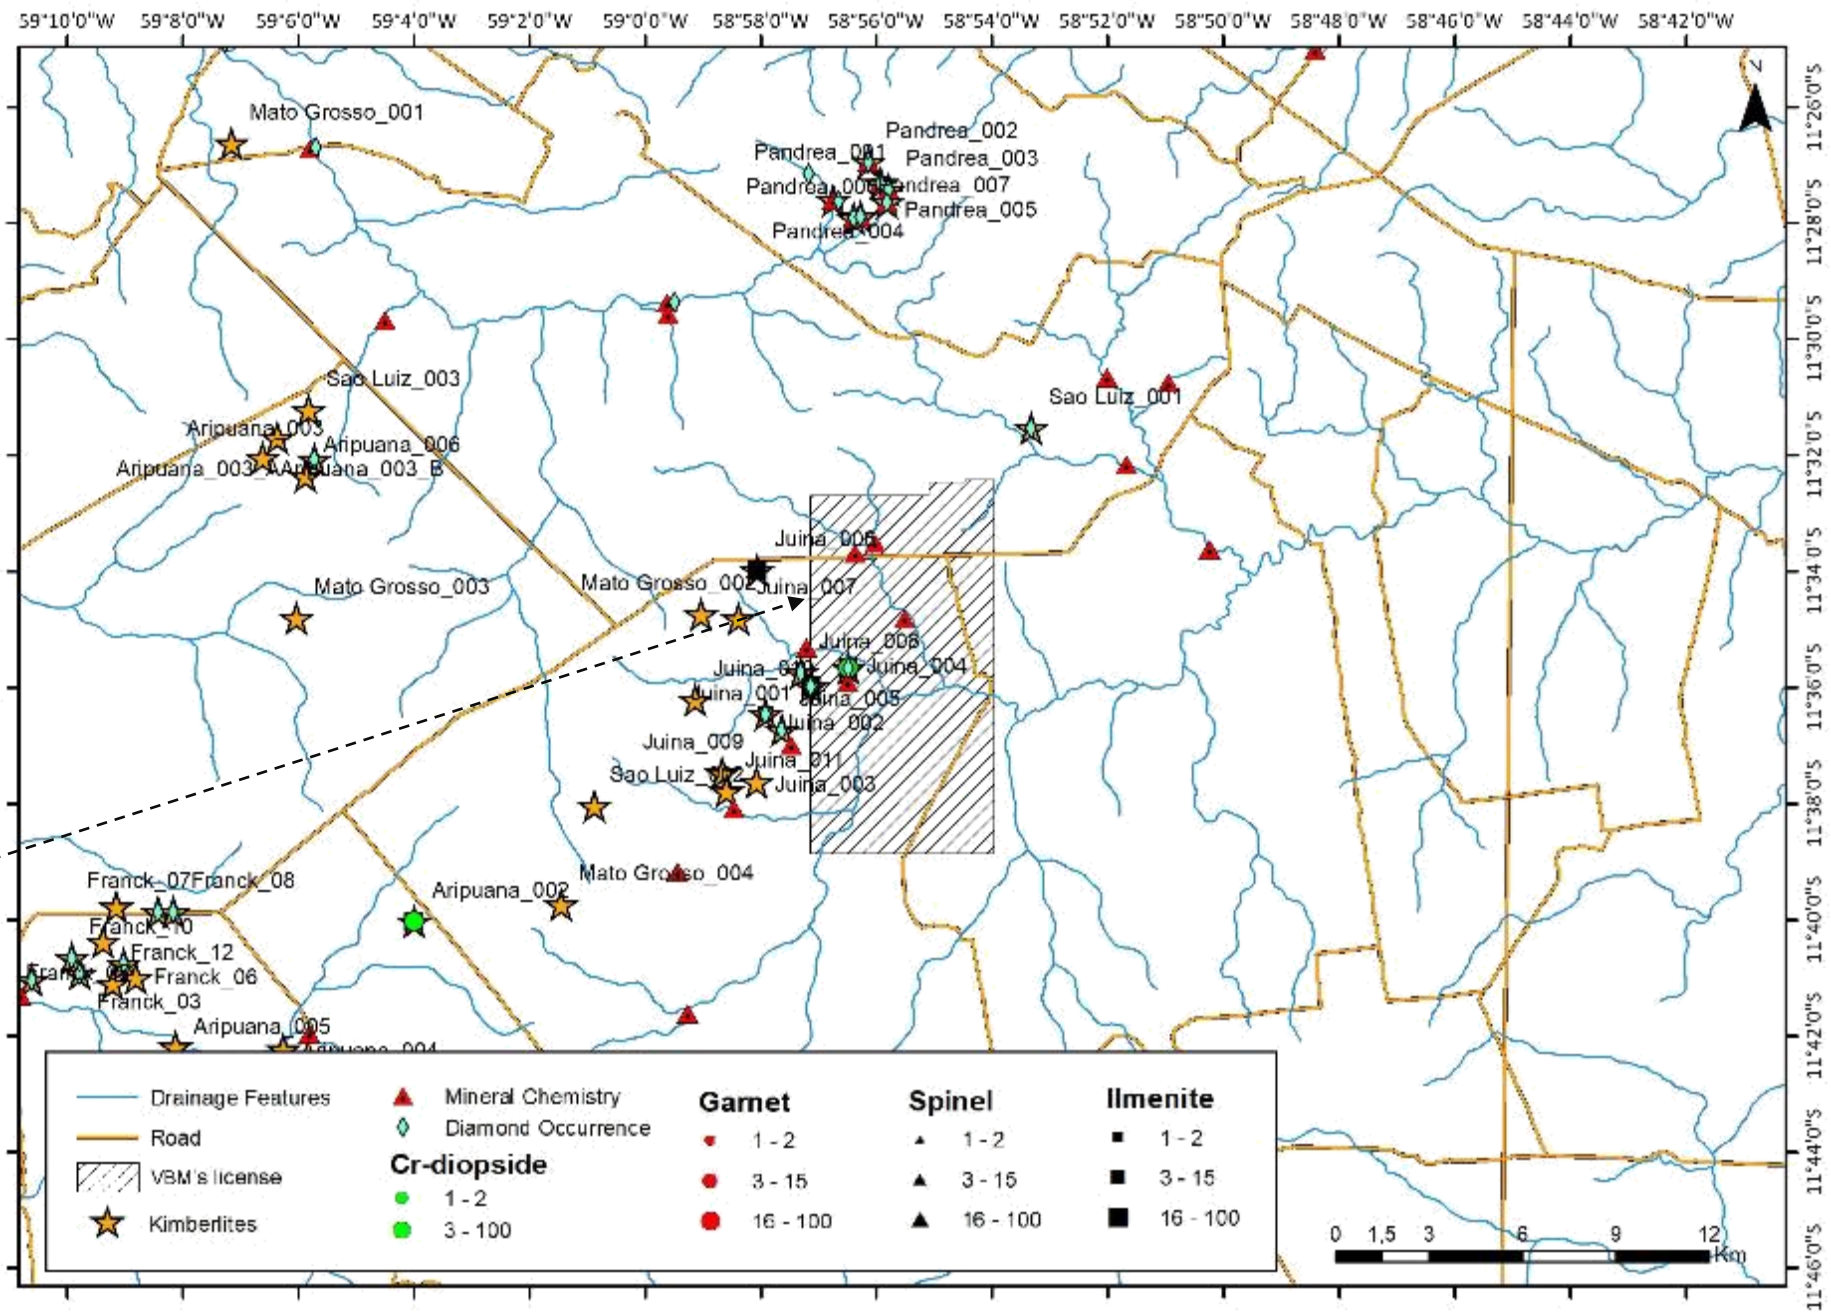 59°10'0"W 59°8'0"W 59°6'0"W 59°4'0"W 59°2'0"W 59°0'0"W 58°58'0"W 58°56'0"W 58°54'0"W 58°52'0"W 58°50'0"W 58°48'0"W 58°46'0"W 58°44'0"W 58°42'0"W
N
11°26'0"S
11°28'0"S
11°30'0"S
11°32'0"S
11°34'0"S
11°36'0"S
11°38'0"S
11°40'0"S
11°42'0"S
11°44'0"S
11°46'0"S
Mato Grosso_001
Pandrea_002
Pandrea_001
Pandrea_003
Pandrea_006
Pandrea_007
Pandrea_005
Pandrea_004
Sao Luiz_003
Sao Luiz_001
Aripuana_003
Aripuana_006
Aripuana_003_A
Aripuana_003_B
Juina_007
Mato Grosso_003
Mato Grosso_002
Juina_004
Juina_001
Juina_002
Juina_009
Juina_011
Juina_003
Mato Grosso_004
Aripuana_002
Franck_07
Franck_08
Franck_10
Franck_12
Franck_06
Franck_03
Aripuana_005
Aripuana_004
Drainage Features
Road
VBM's license
Kimberlites
Mineral Chemistry
Diamond Occurrence
Cr-diopside
1 - 2
3 - 100
Garnet
1 - 2
3 - 15
16 - 100
Spinel
1 - 2
3 - 15
16 - 100
Ilmenite
1 - 2
3 - 15
16 - 100
0 1,5 3 6 9 12
Km